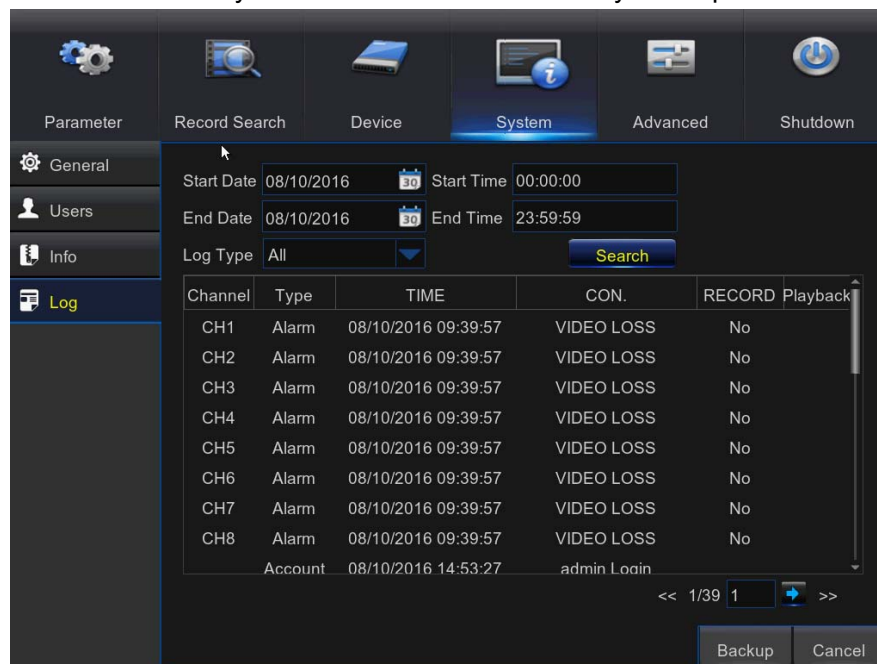 Parameter Record Search Device System Advanced Shutdown
General
Users
Info
Log
Start Date 08/10/2016 30 Start Time 00:00:00
End Date 08/10/2016 30 End Time 23:59:59
Log Type All Search
Channel Type TIME CON. RECORD Playback
CH1 Alarm 08/10/2016 09:39:57 VIDEO LOSS No
CH2 Alarm 08/10/2016 09:39:57 VIDEO LOSS No
CH3 Alarm 08/10/2016 09:39:57 VIDEO LOSS No
CH4 Alarm 08/10/2016 09:39:57 VIDEO LOSS No
CH5 Alarm 08/10/2016 09:39:57 VIDEO LOSS No
CH6 Alarm 08/10/2016 09:39:57 VIDEO LOSS No
CH7 Alarm 08/10/2016 09:39:57 VIDEO LOSS No
CH8 Alarm 08/10/2016 09:39:57 VIDEO LOSS No
Account 08/10/2016 14:53:27 admin Login
<< 1/39 1 >>
Backup Cancel